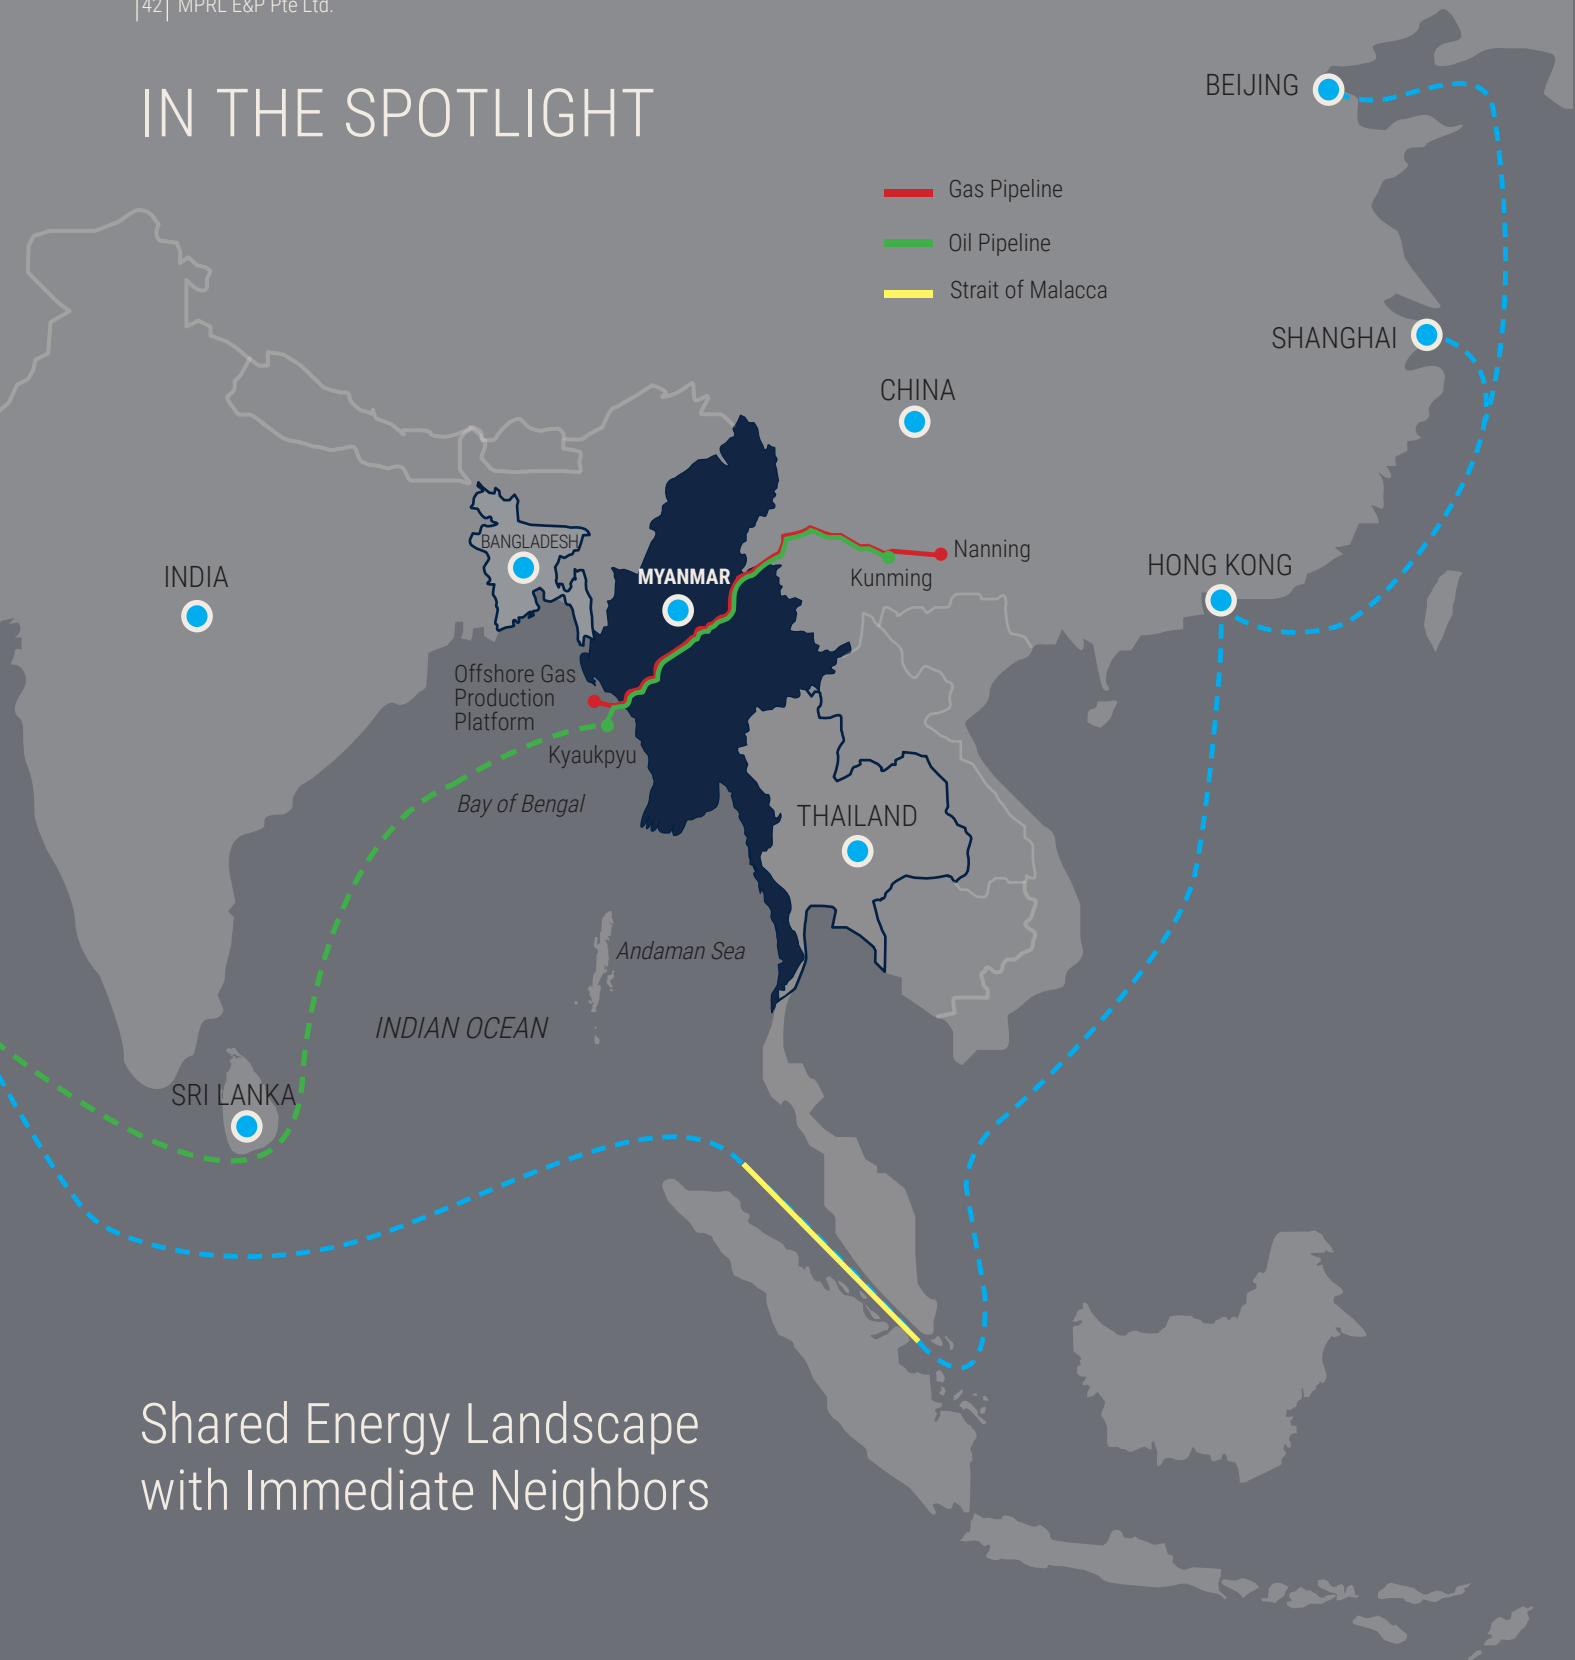 |42| MPRL E&P Pte Ltd.
IN THE SPOTLIGHT
BEIJING
Gas Pipeline
Oil Pipeline
Strait of Malacca
SHANGHAI
CHINA
BANGLADESH
Nanning
Kunming
HONG KONG
INDIA
MYANMAR
Offshore Gas
Production
Platform
Kyaukpyu
Bay of Bengal
THAILAND
Andaman Sea
INDIAN OCEAN
SRI LANKA
Shared Energy Landscape
with Immediate Neighbors